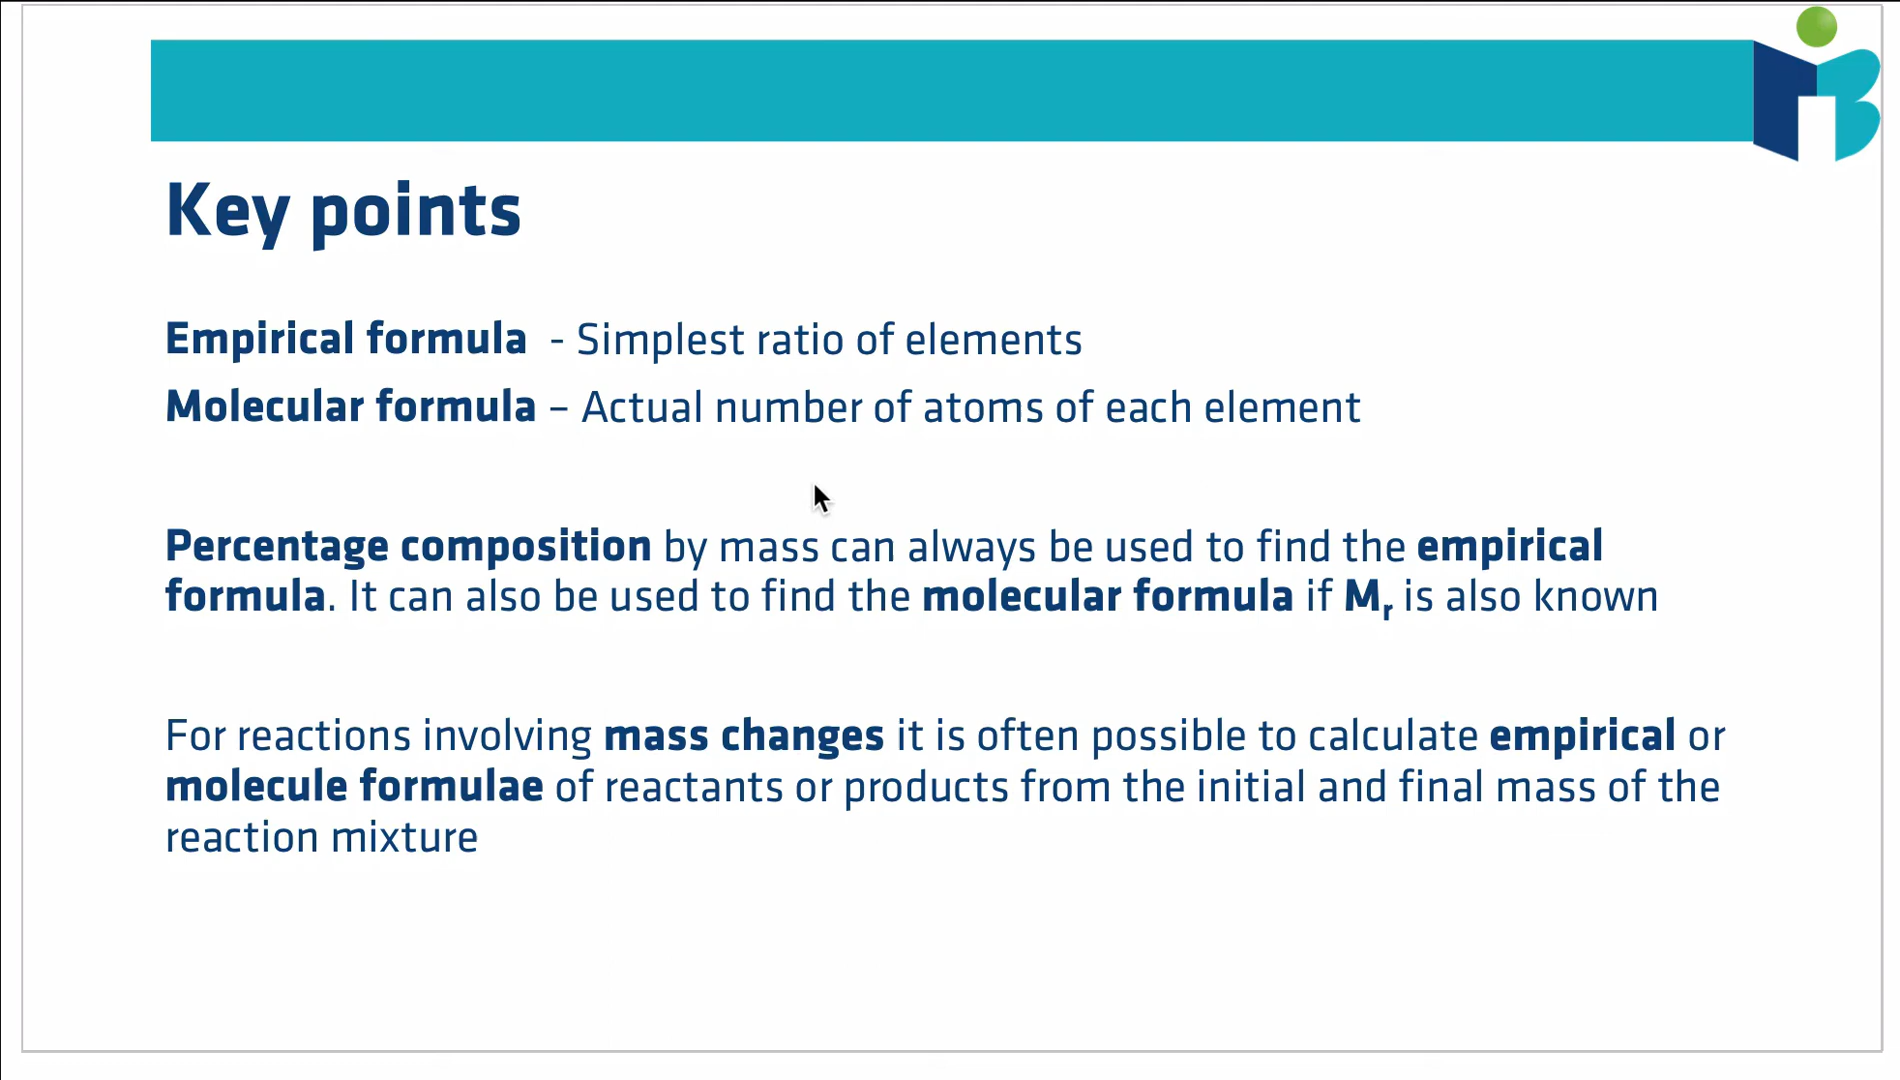 Key points
Empirical formula - Simplest ratio of elements
Molecular formula – Actual number of atoms of each element
Percentage composition by mass can always be used to find the empirical
formula. It can also be used to find the molecular formula if Mr is also known
For reactions involving mass changes it is often possible to calculate empirical or
molecule formulae of reactants or products from the initial and final mass of the
reaction mixture